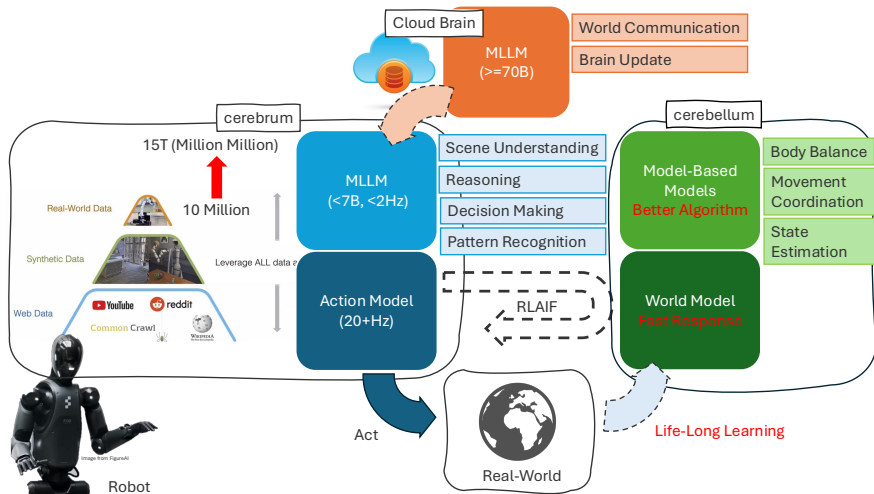 Cloud Brain
MLLM
(>=70B)
World Communication
Brain Update
cerebrum
15T (Million Million)
10 Million
Real-World Data
Synthetic Data
Web Data
YouTube
reddit
Common Crawl
WIKIPEDIA
Leverage ALL data a
MLLM
(<7B, <2Hz)
Scene Understanding
Reasoning
Decision Making
Pattern Recognition
Action Model
(20+Hz)
RLAIF
cerebellum
Model-Based
Models
Better Algorithm
Body Balance
Movement
Coordination
State
Estimation
World Model
Fast Response
Act
Real-World
Life-Long Learning
Image from FigureAI
Robot